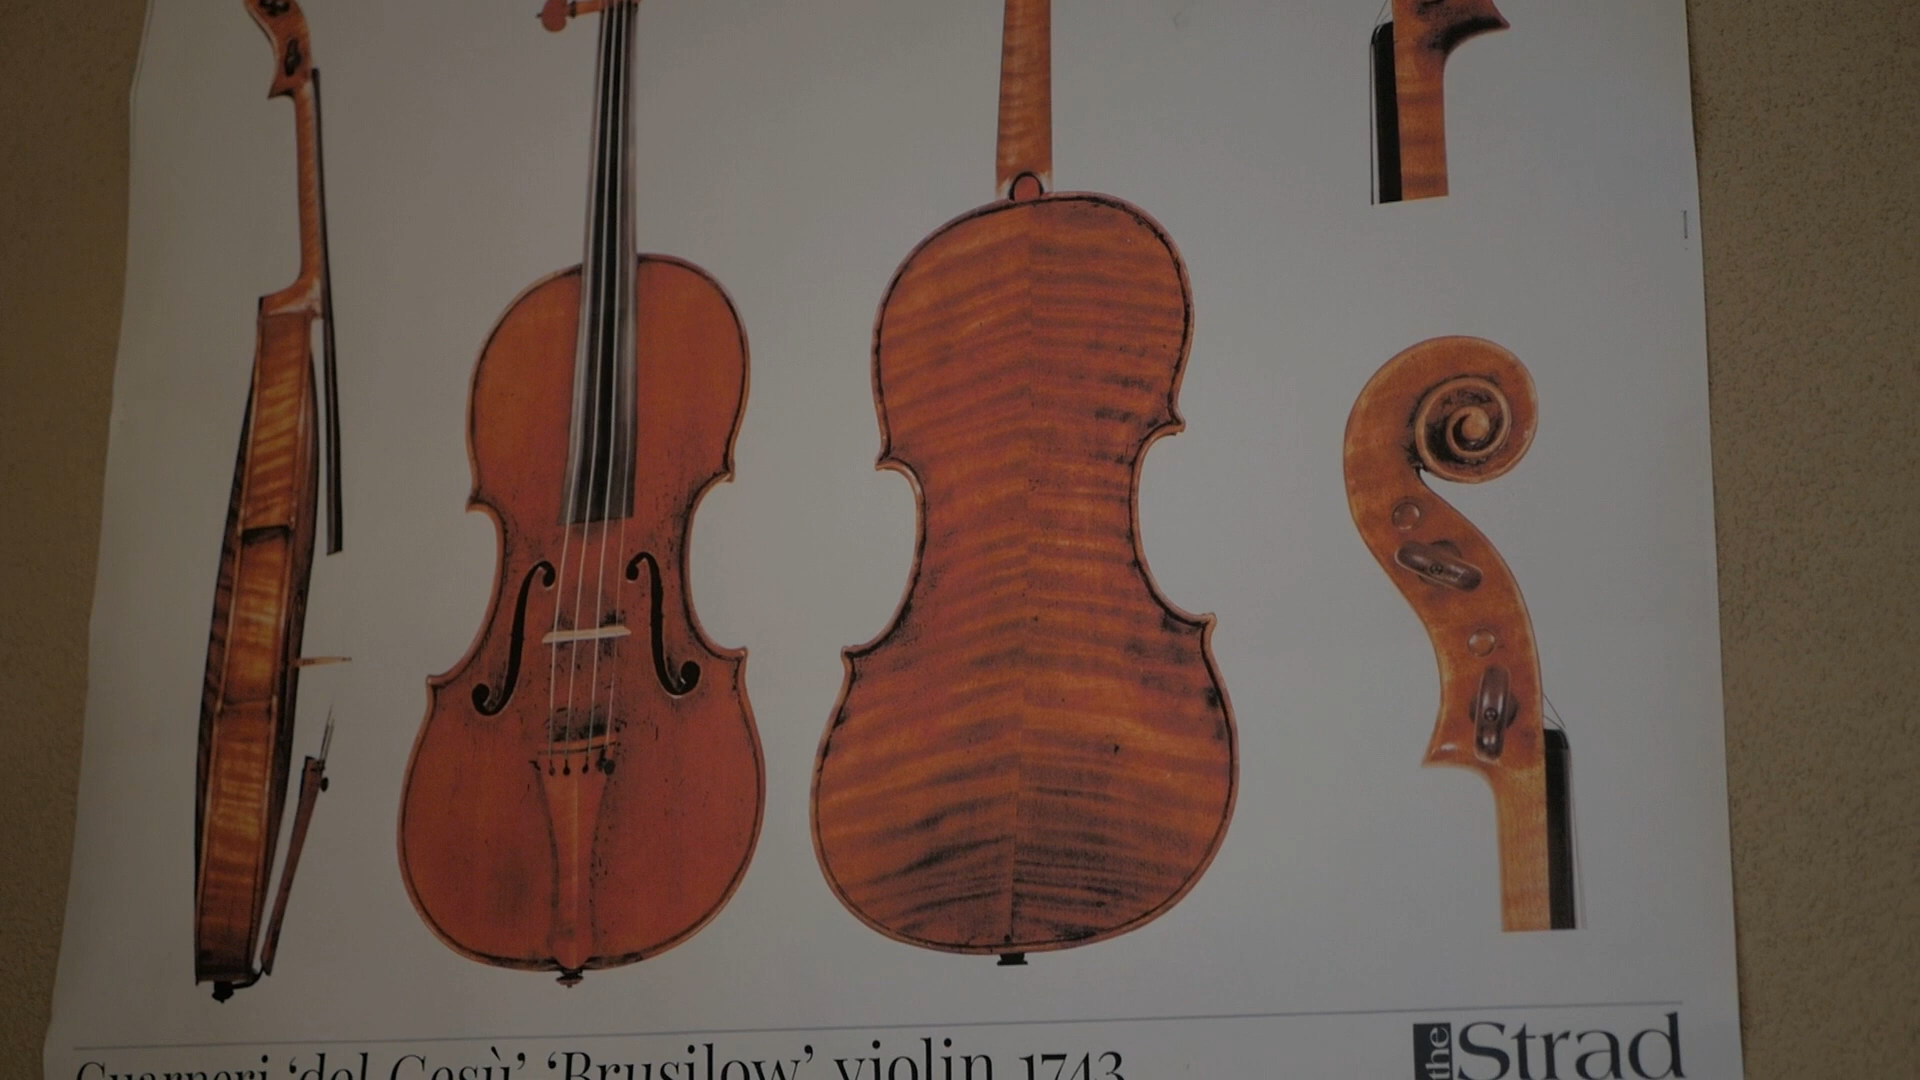 Guarneri ‘del Gesù’ ‘Brusilow’ violin 1743
the Strad